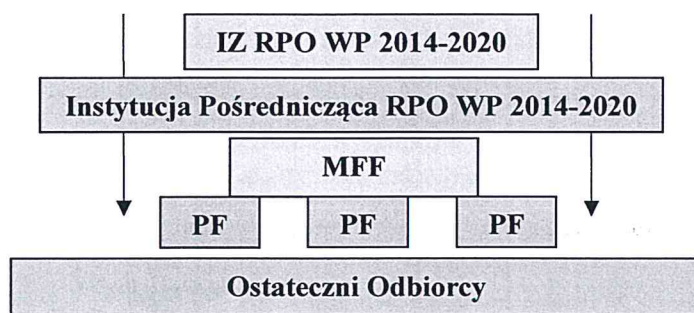 IZ RPO WP 2014-2020
Instytucja Pośrednicząca RPO WP 2014-2020
MFF
PF PF PF
Ostateczni Odbiorcy